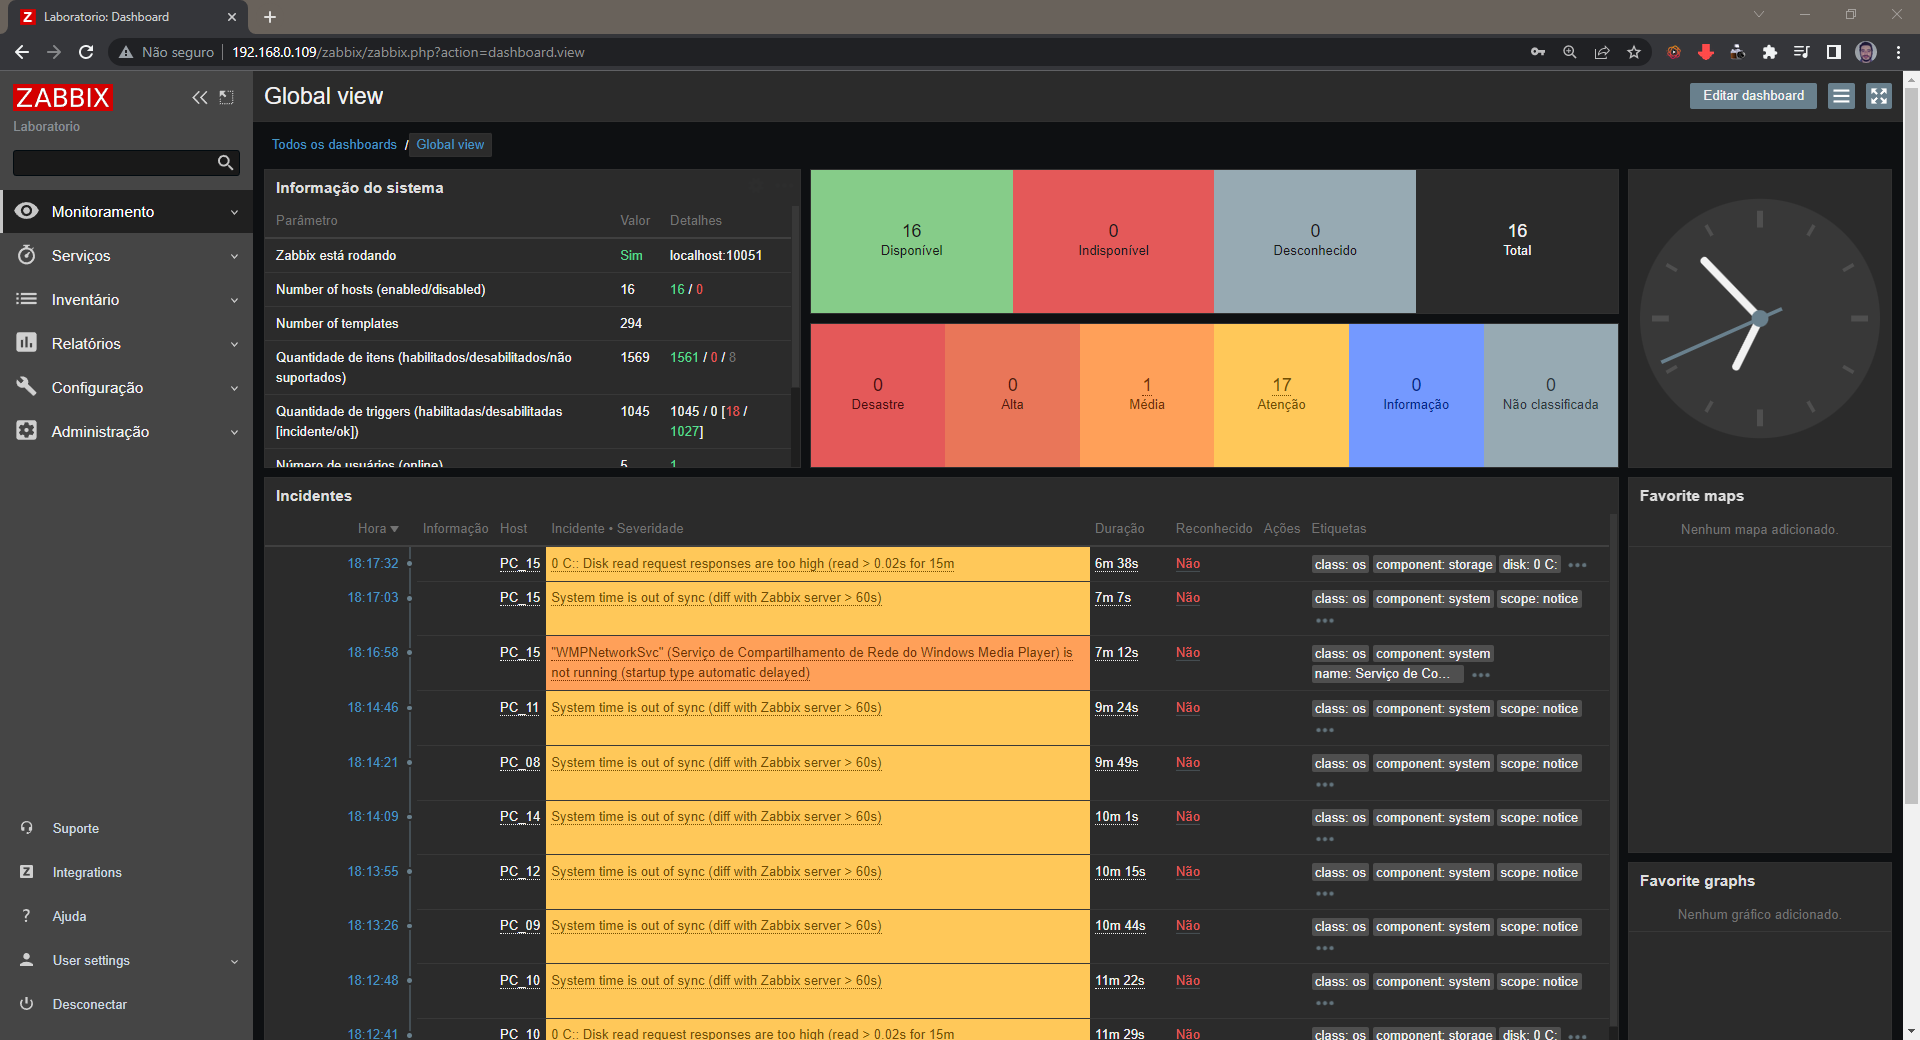 Laboratorio: Dashboard
Não seguro
192.168.0.109/zabbix/zabbix.php?action=dashboard.view
ZABBIX
Laboratorio
Monitoramento
Serviços
Inventário
Relatórios
Configuração
Administração
Suporte
Integrations
Ajuda
User settings
Desconectar
Global view
Editar dashboard
Todos os dashboards / Global view
Informação do sistema
Parâmetro Valor Detalhes
Zabbix está rodando Sim localhost:10051
Number of hosts (enabled/disabled) 16 16 / 0
Number of templates 294
Quantidade de itens (habilitados/desabilitados/não suportados) 1569 1561 / 0 / 8
Quantidade de triggers (habilitadas/desabilitadas [incidente/ok]) 1045 1045 / 0 [18 / 1027]
Número de usuários (online) 5 1
16 Disponível
0 Indisponível
0 Desconhecido
16 Total
0 Desastre
0 Alta
1 Média
17 Atenção
0 Informação
0 Não classificada
Incidentes
Hora Informação Host Incidente • Severidade Duração Reconhecido Ações Etiquetas
18:17:32 PC_15 0 C:: Disk read request responses are too high (read > 0.02s for 15m 6m 38s Não class: os component: storage disk: 0 C: •••
18:17:03 PC_15 System time is out of sync (diff with Zabbix server > 60s) 7m 7s Não class: os component: system scope: notice •••
18:16:58 PC_15 "WMPNetworkSvc" (Serviço de Compartilhamento de Rede do Windows Media Player) is not running (startup type automatic delayed) 7m 12s Não class: os component: system name: Serviço de Co... •••
18:14:46 PC_11 System time is out of sync (diff with Zabbix server > 60s) 9m 24s Não class: os component: system scope: notice •••
18:14:21 PC_08 System time is out of sync (diff with Zabbix server > 60s) 9m 49s Não class: os component: system scope: notice •••
18:14:09 PC_14 System time is out of sync (diff with Zabbix server > 60s) 10m 1s Não class: os component: system scope: notice •••
18:13:55 PC_12 System time is out of sync (diff with Zabbix server > 60s) 10m 15s Não class: os component: system scope: notice •••
18:13:26 PC_09 System time is out of sync (diff with Zabbix server > 60s) 10m 44s Não class: os component: system scope: notice •••
18:12:48 PC_10 System time is out of sync (diff with Zabbix server > 60s) 11m 22s Não class: os component: system scope: notice •••
18:12:41 PC_10 0 C:: Disk read request responses are too high (read > 0.02s for 15m 11m 29s Não class: os component: storage disk: 0 C: •••
Favorite maps
Nenhum mapa adicionado.
Favorite graphs
Nenhum gráfico adicionado.